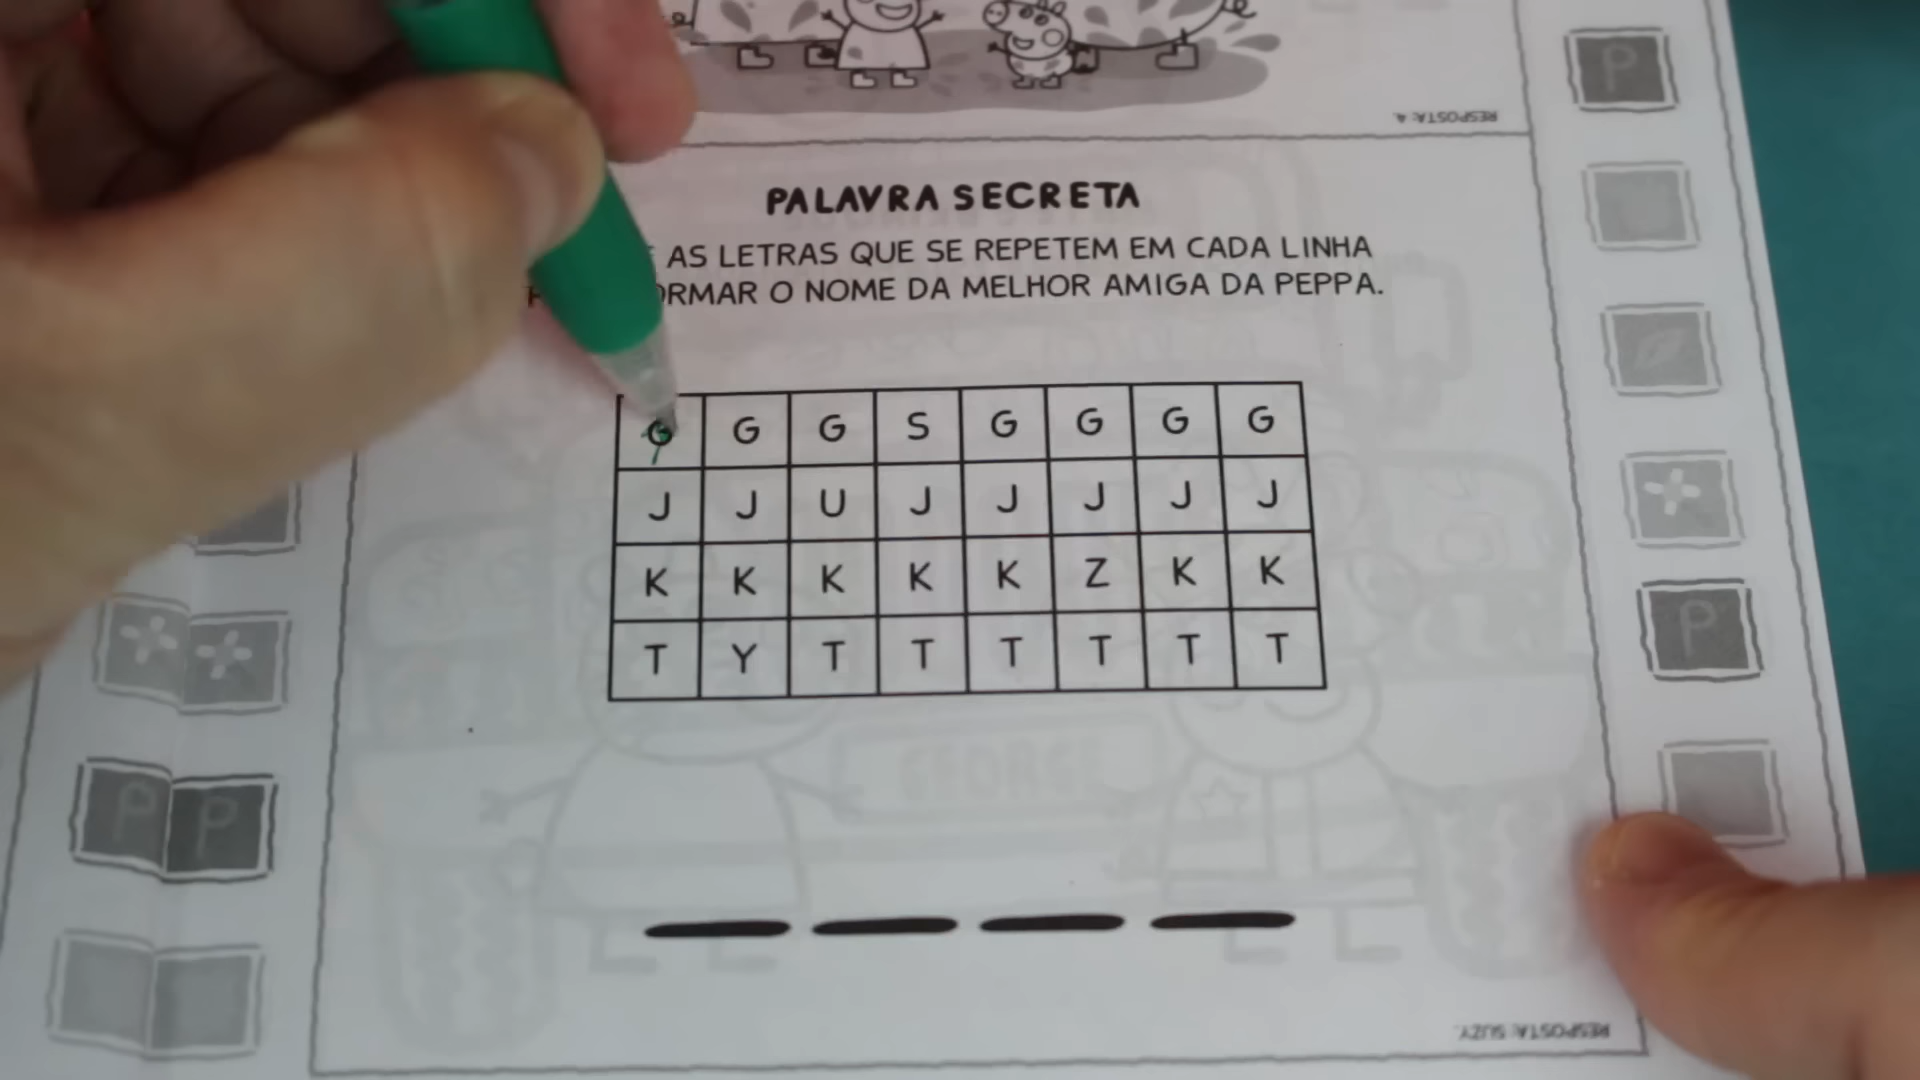 RESPOSTA: 4
PALAVRA SECRETA
AS LETRAS QUE SE REPETEM EM CADA LINHA
ORMAR O NOME DA MELHOR AMIGA DA PEPPA.
G G G S G G G G
J J U J J J J J
K K K K K Z K K
T Y T T T T T T
RESPOSTA: SUZY.
P
P
P P